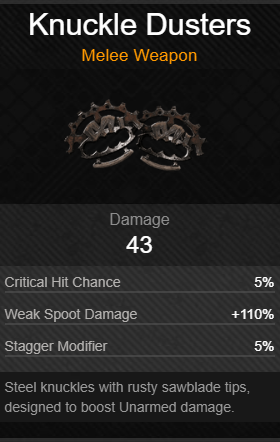 Knuckle Dusters
Melee Weapon
Damage
43
Critical Hit Chance 5%
Weak Spoot Damage +110%
Stagger Modifier 5%
Steel knuckles with rusty sawblade tips,
designed to boost Unarmed damage.